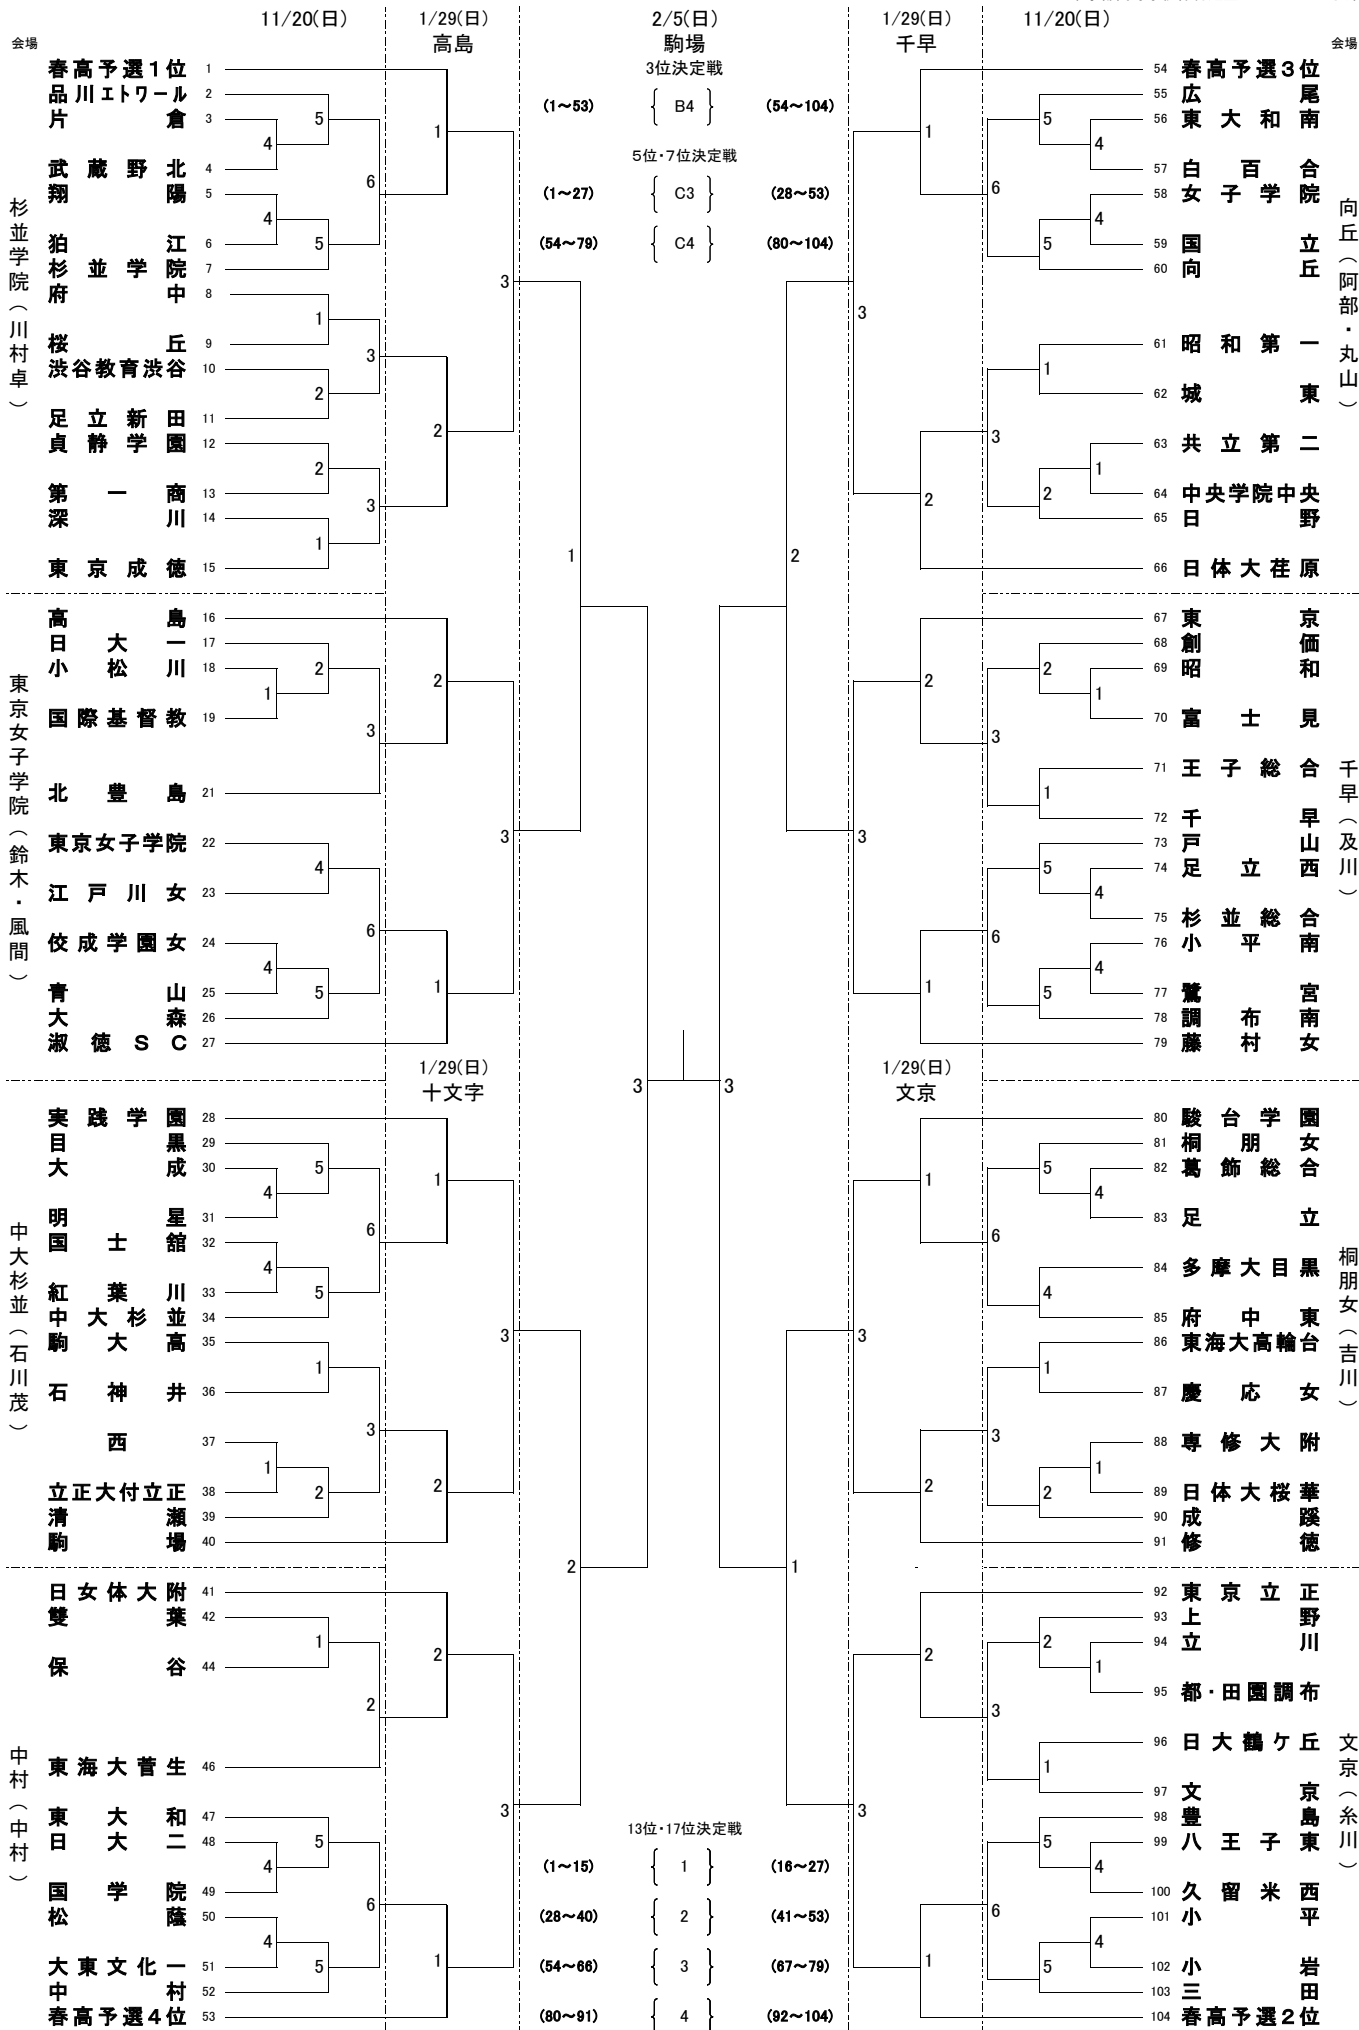 11/20(日) 1/29(日) 2/5(日) 1/29(日) 11/20(日)
会場 高島 駒場 千早 会場
3位決定戦
(1～53) B4 (54～104)
5位・7位決定戦
(1～27) C3 (28～53)
(54～79) C4 (80～104)
杉並学院（川村卓）
春高予選1位 1
品川エトワール 2
片倉 3
武蔵野北 4
翔陽 5
狛江 6
杉並学院 7
府中 8
桜丘 9
渋谷教育渋谷 10
足立新田 11
貞静学園 12
第一商 13
深川 14
東京成徳 15
東京女子学院（鈴木・風間）
高島 16
日大一 17
小松川 18
国際基督教 19
北豊島 21
東京女子学院 22
江戸川女 23
佼成学園女 24
青山 25
大森 26
淑徳SC 27
1/29(日)
十文字
中大杉並（石川茂）
実践学園 28
目黒 29
大成 30
明星 31
国士舘 32
紅葉川 33
中大杉並 34
駒大高 35
石神井 36
西 37
立正大付立正 38
清瀬 39
駒場 40
中村（中村）
日女体大附 41
雙葉 42
保谷 44
東海大菅生 46
東大和 47
日大二 48
国学院 49
松蔭 50
大東文化一 51
中村 52
春高予選4位 53
向丘（阿部・丸山）
54 春高予選3位
55 広尾
56 東大和南
57 白百合
58 女子学院
59 国立
60 向丘
61 昭和第一
62 城東
63 共立第二
64 中央学院中央
65 日野
66 日体大荏原
千早（及川）
67 東京
68 創価
69 昭和
70 富士見
71 王子総合
72 千早
73 戸山
74 足立西
75 杉並総合
76 小平南
77 鷺宮
78 調布南
79 藤村女
1/29(日)
文京
桐朋女（吉川）
80 駿台学園
81 桐朋女
82 葛飾総合
83 足立
84 多摩大目黒
85 府中東
86 東海大高輪台
87 慶応女
88 専修大附
89 日体大桜華
90 成蹊
91 修徳
文京（糸川）
92 東京立正
93 上野
94 立川
95 都・田園調布
96 日大鶴ケ丘
97 文京
98 豊島
99 八王子東
100 久留米西
101 小平
102 小岩
103 三田
104 春高予選2位
13位・17位決定戦
(1～15) 1 (16～27)
(28～40) 2 (41～53)
(54～66) 3 (67～79)
(80～91) 4 (92～104)